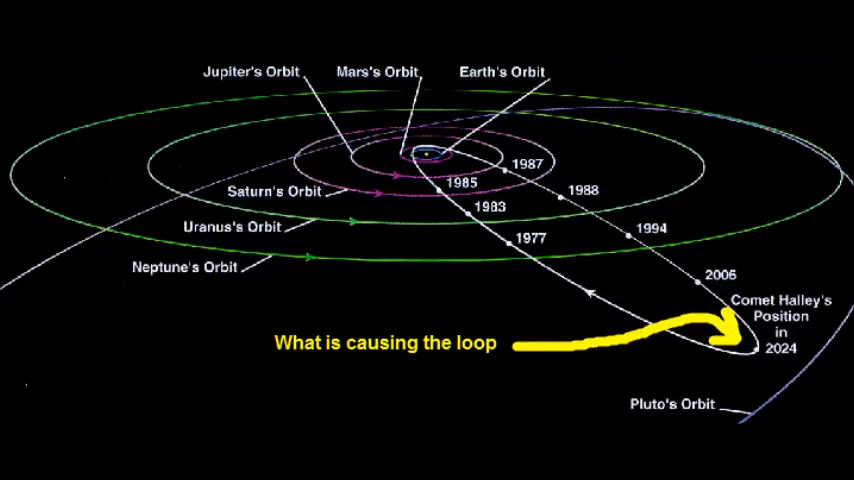 Jupiter's Orbit
Mars's Orbit
Earth's Orbit
1987
1985
1988
Saturn's Orbit
1983
Uranus's Orbit
1994
1977
Neptune's Orbit
2005
Comet Halley's
Position
in
2024
What is causing the loop
Pluto's Orbit